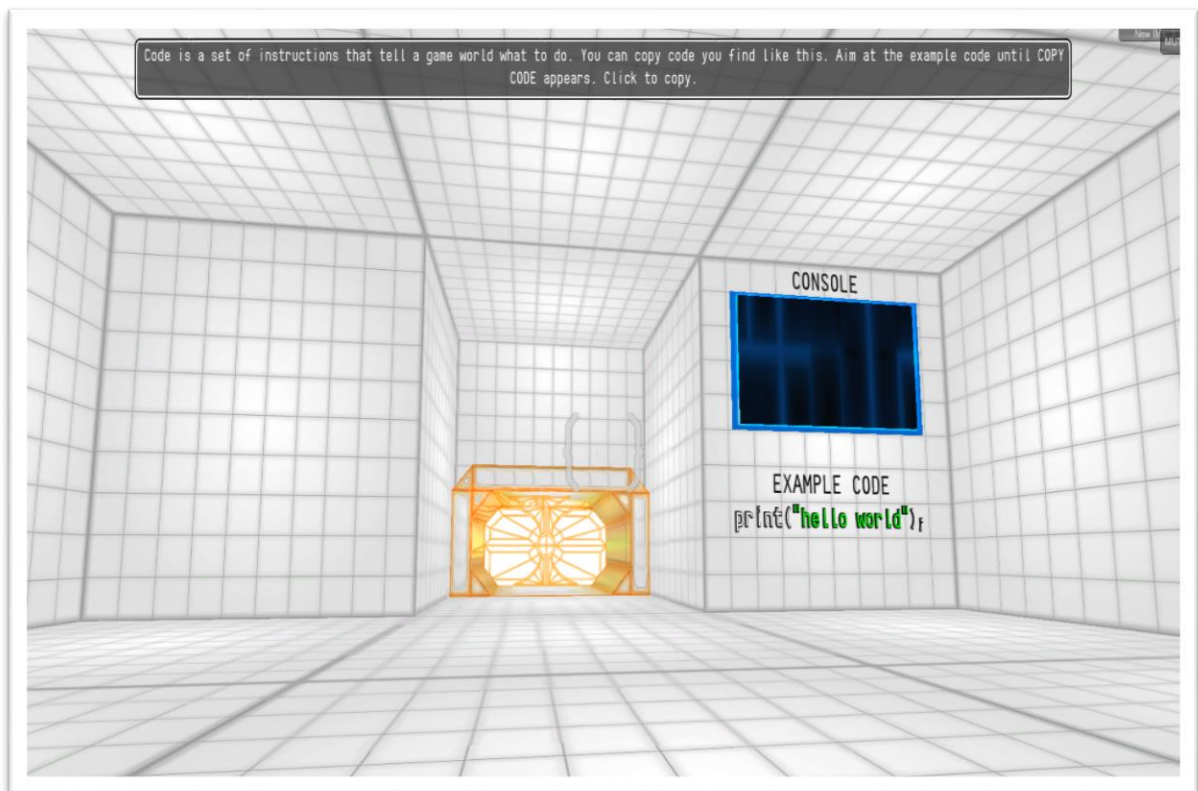 Code is a set of instructions that tell a game world what to do. You can copy code you find like this. Aim at the example code until COPY
CODE appears. Click to copy.
New
MUT
CONSOLE
EXAMPLE CODE
print("hello world");